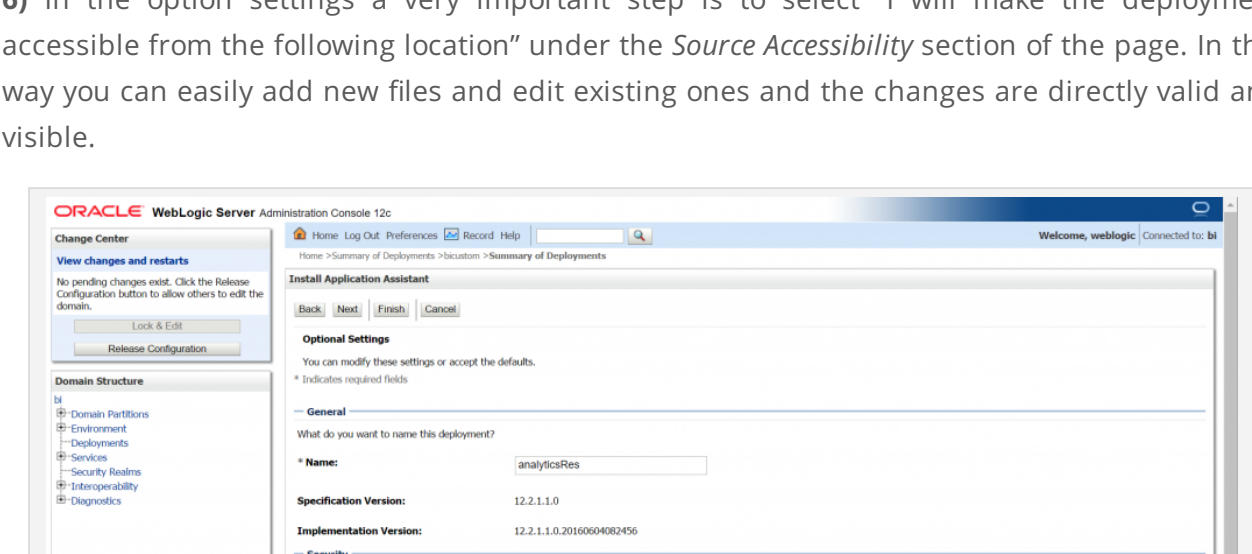 6) In the option settings a very important step is to select "I will make the
accessible from the following location” under the Source Accessibility section of the page. In
way you can easily add new files and edit existing ones and the changes are directly valid
visible.
ORACLE WebLogic Server Administration Console 12c
Change Center
View changes and restarts
No pending changes exist. Click the Release
Configuration button to allow others to edit the
domain.
Lock & Edit
Release Configuration
Domain Structure
bi
Domain Partitions
Environment
Deployments
Services
Security Realms
Interoperability
Diagnostics
Home Log Out Preferences Record Help
Welcome, weblogic Connected to: bi
Home >Summary of Deployments >bicustom >Summary of Deployments
Install Application Assistant
Back Next Finish Cancel
Optional Settings
You can modify these settings or accept the defaults.
* Indicates required fields
General
What do you want to name this deployment?
* Name: analyticsRes
Specification Version: 12.2.1.1.0
Implementation Version: 12.2.1.1.0.20160604082456
Security